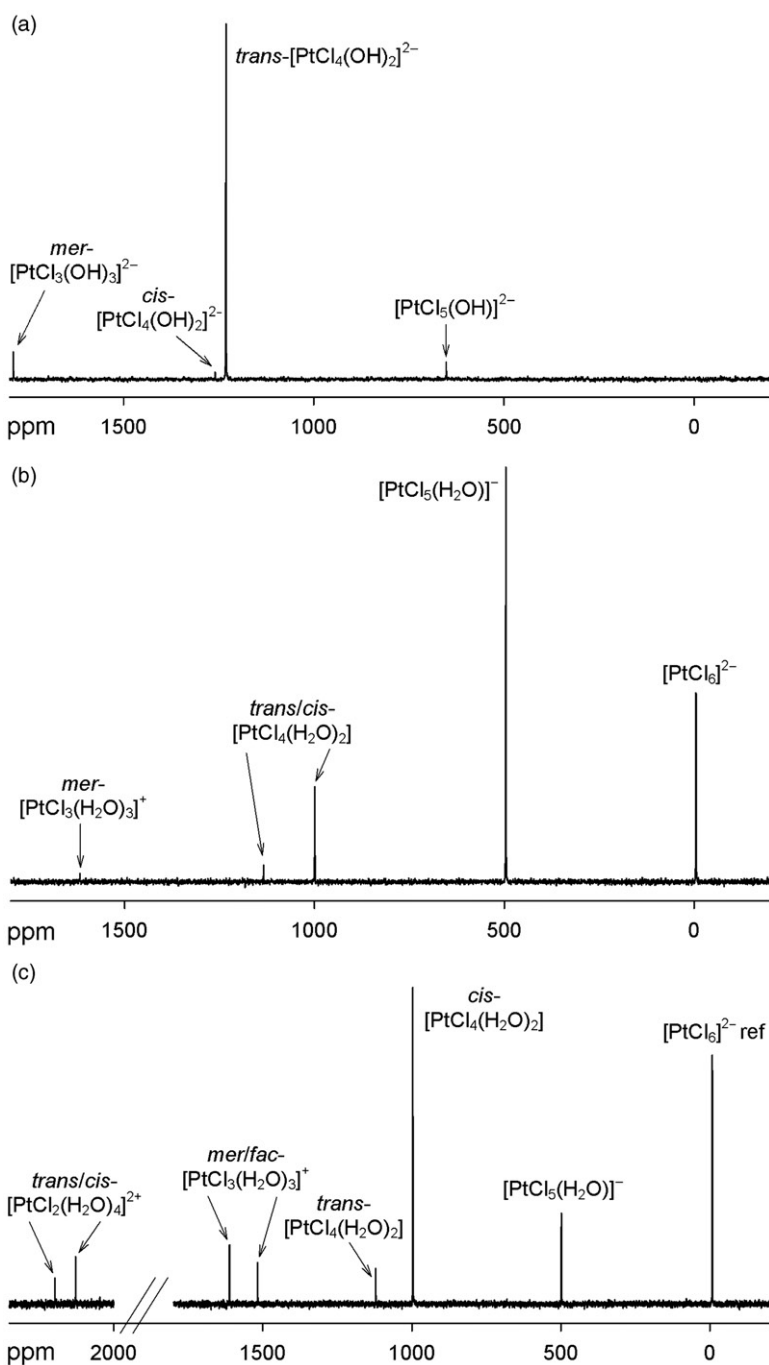 (a)
trans-[PtCl₄(OH)₂]²⁻
mer-
[PtCl₃(OH)₃]²⁻
cis-
[PtCl₄(OH)₂]²⁻
[PtCl₅(OH)]²⁻
ppm 1500 1000 500 0
(b)
[PtCl₅(H₂O)]⁻
[PtCl₆]²⁻
trans/cis-
[PtCl₄(H₂O)₂]
mer-
[PtCl₃(H₂O)₃]⁺
ppm 1500 1000 500 0
(c)
cis-
[PtCl₄(H₂O)₂]
[PtCl₆]²⁻ ref
mer/fac-
[PtCl₃(H₂O)₃]⁺
trans/cis-
[PtCl₂(H₂O)₄]²⁺
trans-
[PtCl₄(H₂O)₂]
[PtCl₅(H₂O)]⁻
ppm 2000 1500 1000 500 0